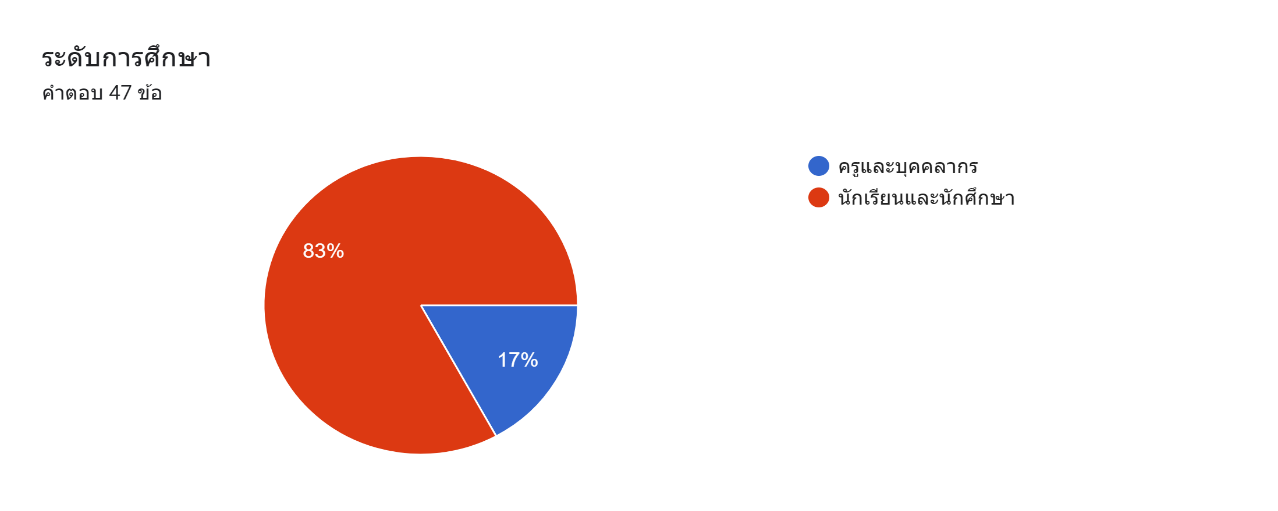 ระดับการศึกษา
คำตอบ 47 ข้อ
ครูและบุคคลากร
นักเรียนและนักศึกษา
83%
17%